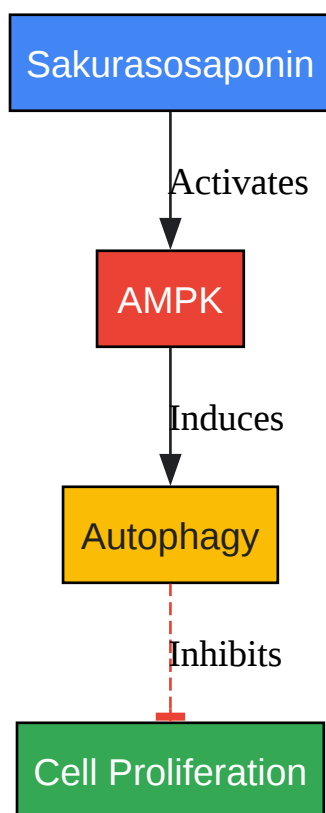 Sakurasosaponin
Activates
AMPK
Induces
Autophagy
Inhibits
Cell Proliferation